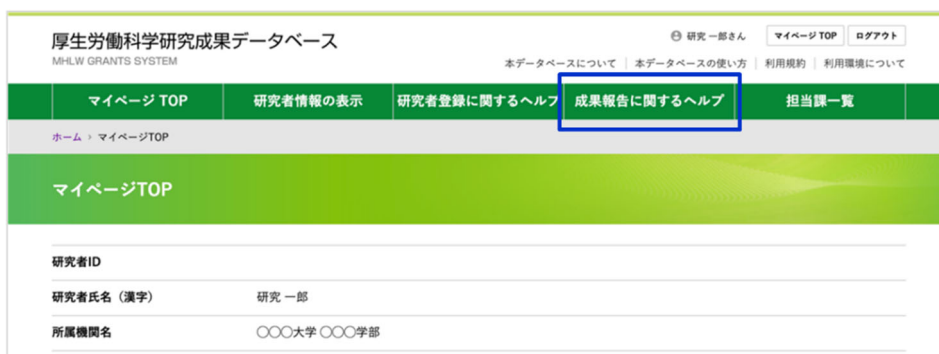 厚生労働科学研究成果データベース
MHLW GRANTS SYSTEM
研究 一郎さん マイページ TOP ログアウト
本データベースについて 本データベースの使い方 利用規約 利用環境について
マイページ TOP 研究者情報の表示 研究者登録に関するヘルプ 成果報告に関するヘルプ 担当課一覧
ホーム › マイページTOP
マイページTOP
研究者ID
研究者氏名（漢字） 研究 一郎
所属機関名 〇〇〇大学 〇〇〇学部